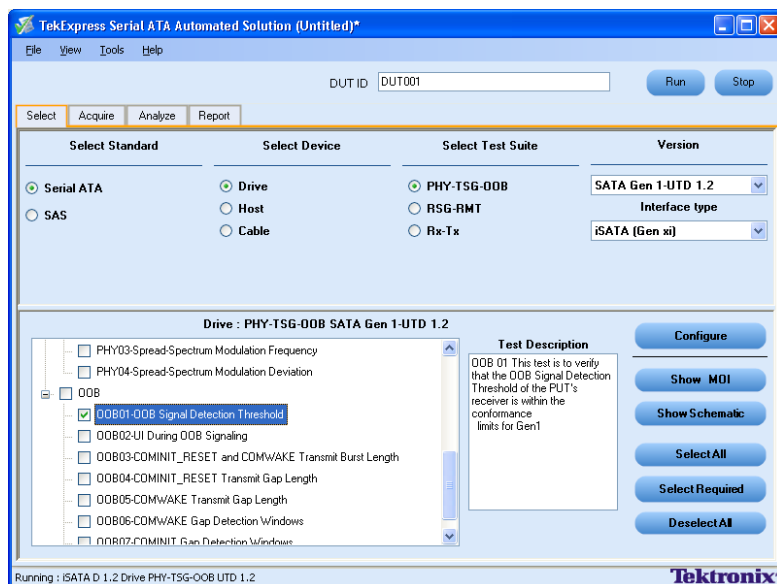 TekExpress Serial ATA Automated Solution (Untitled)*
File View Tools Help
DUT ID DUT001 Run Stop
Select Acquire Analyze Report
Select Standard Select Device Select Test Suite Version
Serial ATA Drive PHY-TSG-OOB SATA Gen 1-UTD 1.2
SAS Host RSG-RMT Interface type
Cable Rx-Tx iSATA (Gen xi)
Drive : PHY-TSG-OOB SATA Gen 1-UTD 1.2
PHY03-Spread-Spectrum Modulation Frequency
PHY04-Spread-Spectrum Modulation Deviation
OOB
OOB01-OOB Signal Detection Threshold
OOB02-UI During OOB Signaling
OOB03-COMINIT_RESET and COMWAKE Transmit Burst Length
OOB04-COMINIT_RESET Transmit Gap Length
OOB05-COMWAKE Transmit Gap Length
OOB06-COMWAKE Gap Detection Windows
OOB07-COMINIT Gap Detection Windows
Test Description
OOB 01 This test is to verify
that the OOB Signal Detection
Threshold of the PUT's
receiver is within the
conformance
limits for Gen1
Configure
Show MOI
Show Schematic
Select All
Select Required
Deselect All
Running : iSATA D 1.2 Drive PHY-TSG-OOB UTD 1.2
Tektronix